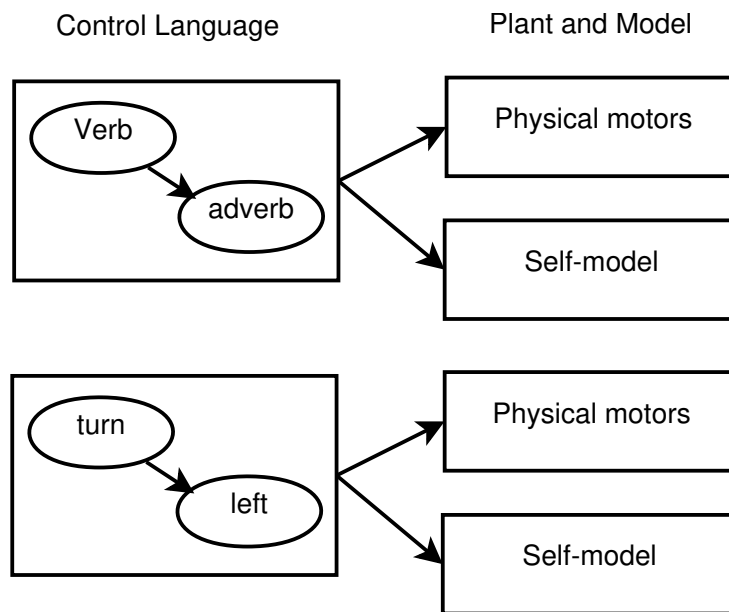 Control Language
Plant and Model
Verb
adverb
Physical motors
Self-model
turn
left
Physical motors
Self-model